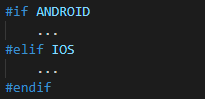 #if ANDROID
    ...
#elif IOS
    ...
#endif